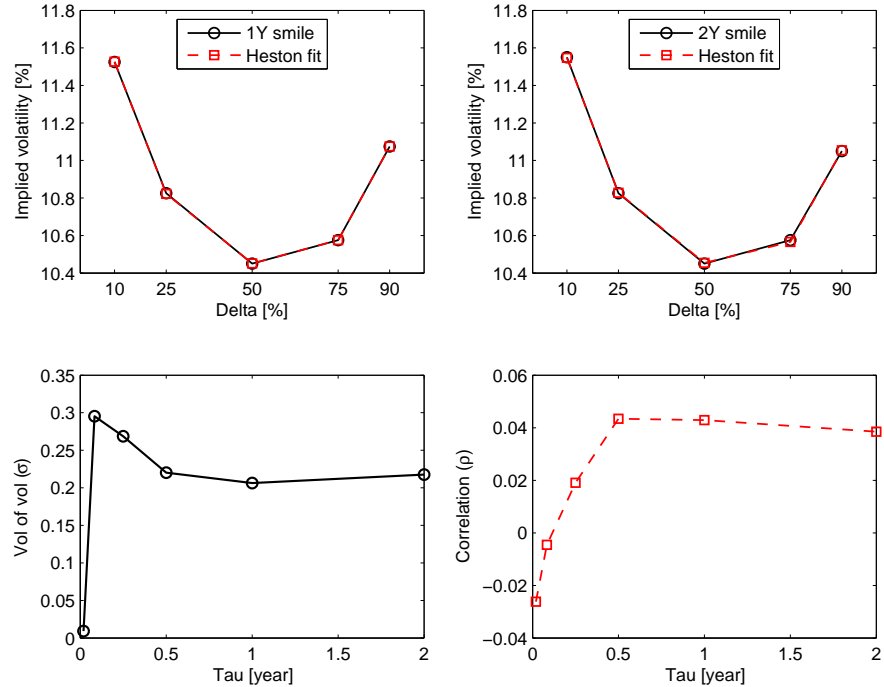 1Y smile
Heston fit
Implied volatility [%]
11.8
11.6
11.4
11.2
11
10.8
10.6
10.4
10 25 50 75 90
Delta [%]
2Y smile
Heston fit
Implied volatility [%]
11.8
11.6
11.4
11.2
11
10.8
10.6
10.4
10 25 50 75 90
Delta [%]
Vol of vol (σ)
0.35
0.3
0.25
0.2
0.15
0.1
0.05
0
0 0.5 1 1.5 2
Tau [year]
Correlation (ρ)
0.06
0.04
0.02
0
−0.02
−0.04
0 0.5 1 1.5 2
Tau [year]